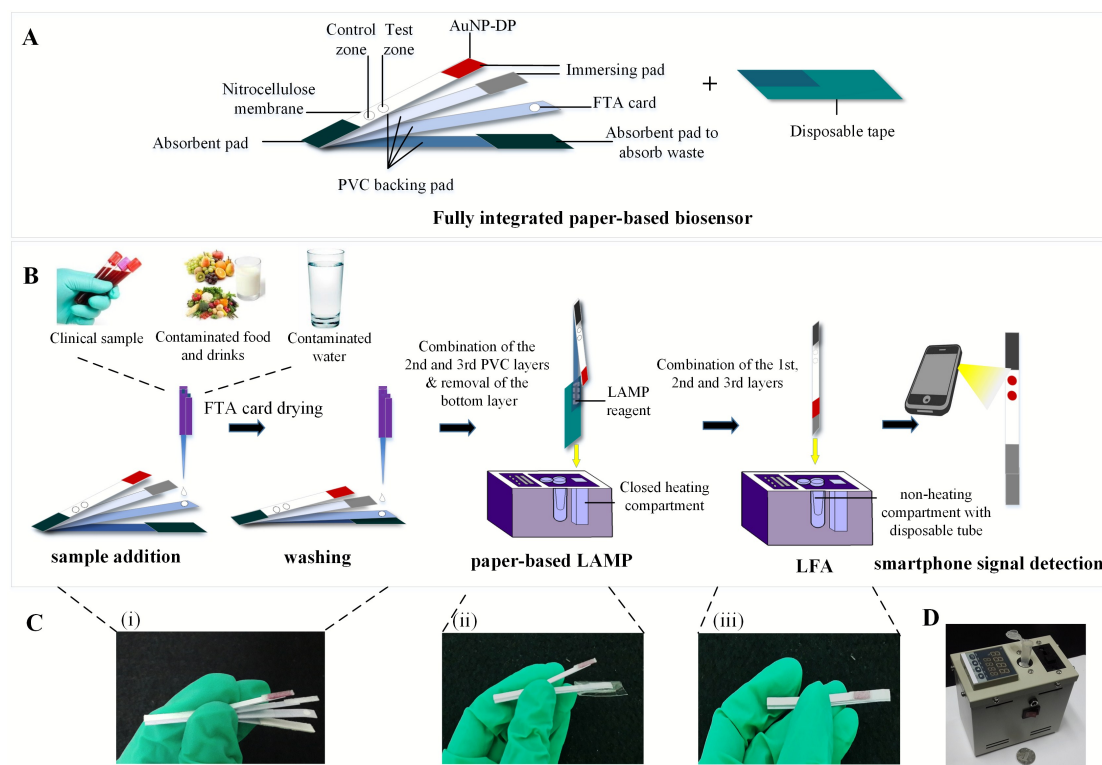 A
Control
zone
Test
zone
AuNP-DP
Nitrocellulose
membrane
Immersing pad
FTA card
Absorbent pad
Absorbent pad to
absorb waste
PVC backing pad
+
Disposable tape
Fully integrated paper-based biosensor
B
Clinical sample
Contaminated food
and drinks
Contaminated
water
FTA card drying
sample addition
washing
Combination of the
2nd and 3rd PVC layers
& removal of the
bottom layer
LAMP
reagent
Closed heating
compartment
paper-based LAMP
Combination of the 1st,
2nd and 3rd layers
non-heating
compartment with
disposable tube
LFA
smartphone signal detection
C
(i)
(ii)
(iii)
D